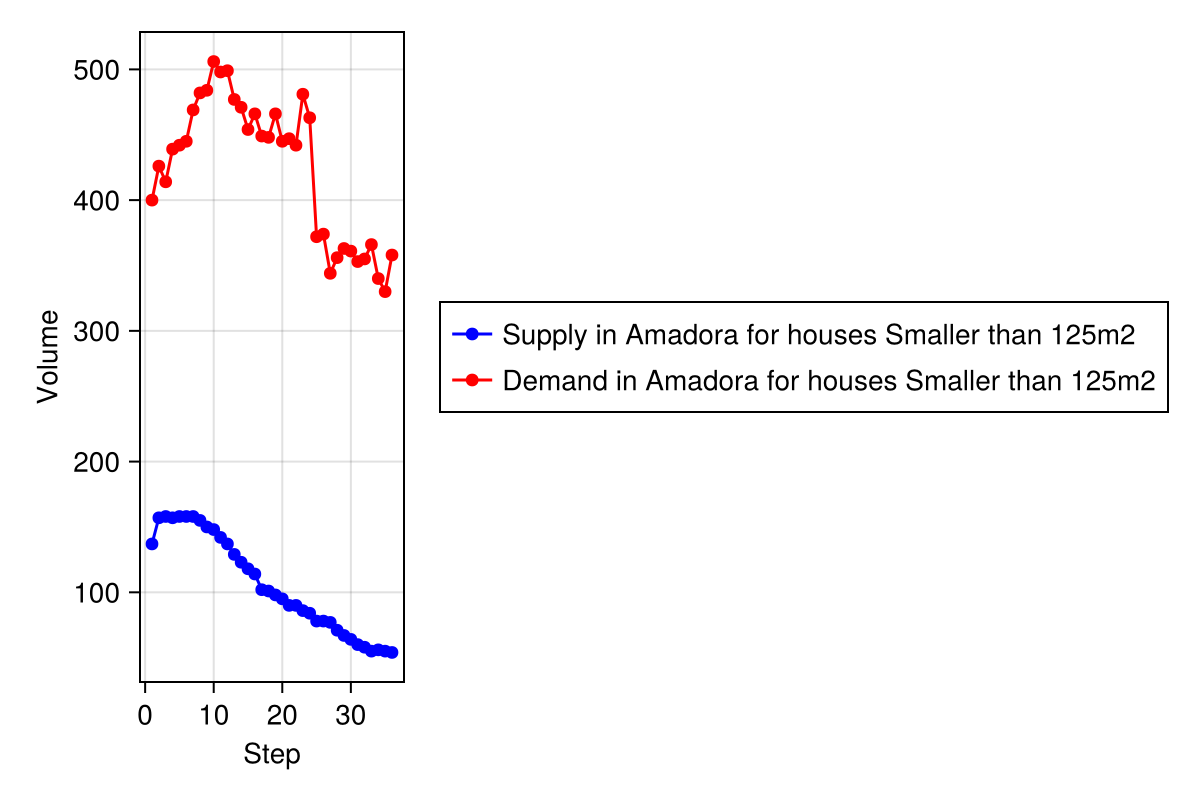 500
400
300
200
100
Volume
0 10 20 30
Step
Supply in Amadora for houses Smaller than 125m2
Demand in Amadora for houses Smaller than 125m2